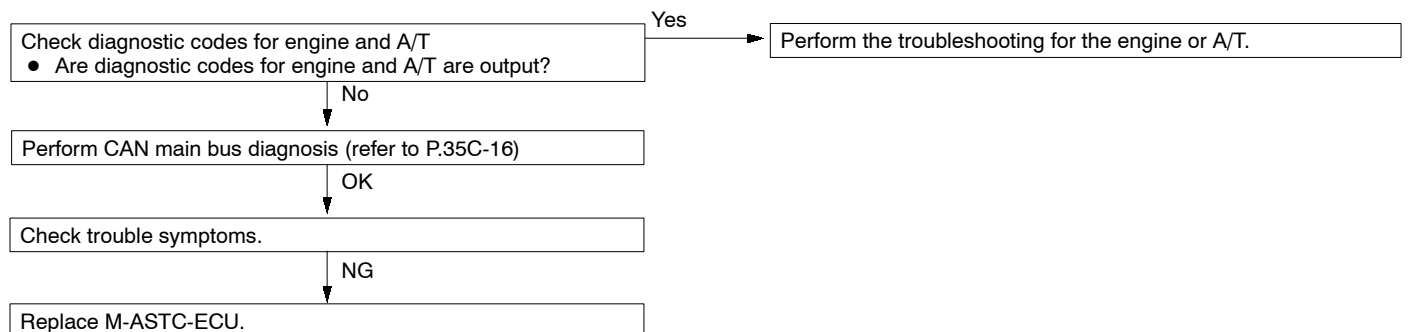 Check diagnostic codes for engine and A/T
● Are diagnostic codes for engine and A/T are output?
Yes
Perform the troubleshooting for the engine or A/T.
No
Perform CAN main bus diagnosis (refer to P.35C-16)
OK
Check trouble symptoms.
NG
Replace M-ASTC-ECU.